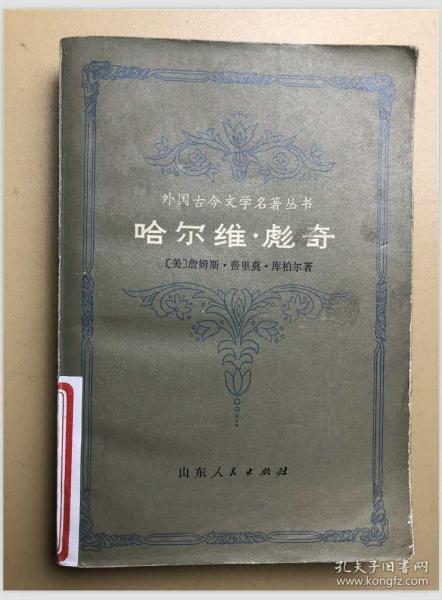 外国古今文学名著丛书
哈尔维·彪奇
〔美〕詹姆斯·费里莫·库柏尔著
山东人民出版社
孔夫子旧书网
www.kongfz.com